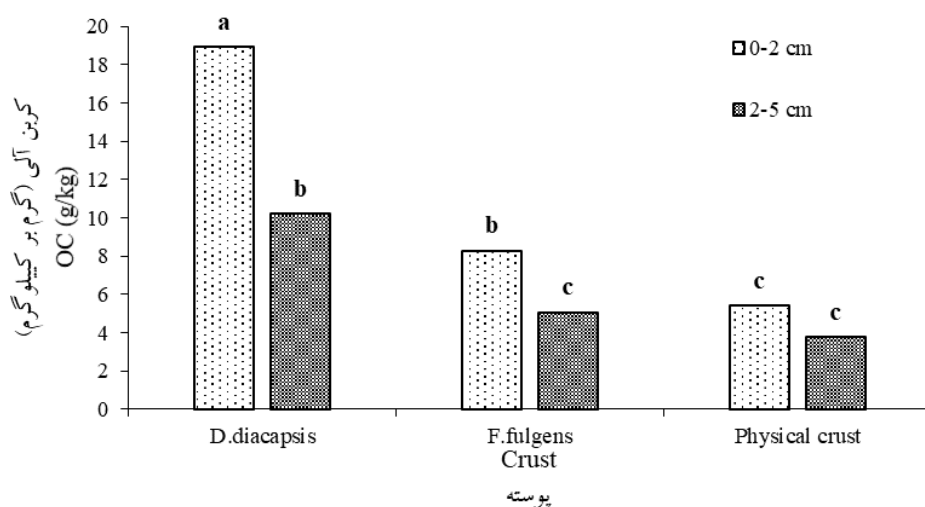 کربن آلی (گرم بر کیلوگرم)
OC (g/kg)
20
18
16
14
12
10
8
6
4
2
0
a
b
b
c
c
c
0-2 cm
2-5 cm
D.diacapsis
F.fulgens
Physical crust
Crust
پوسته